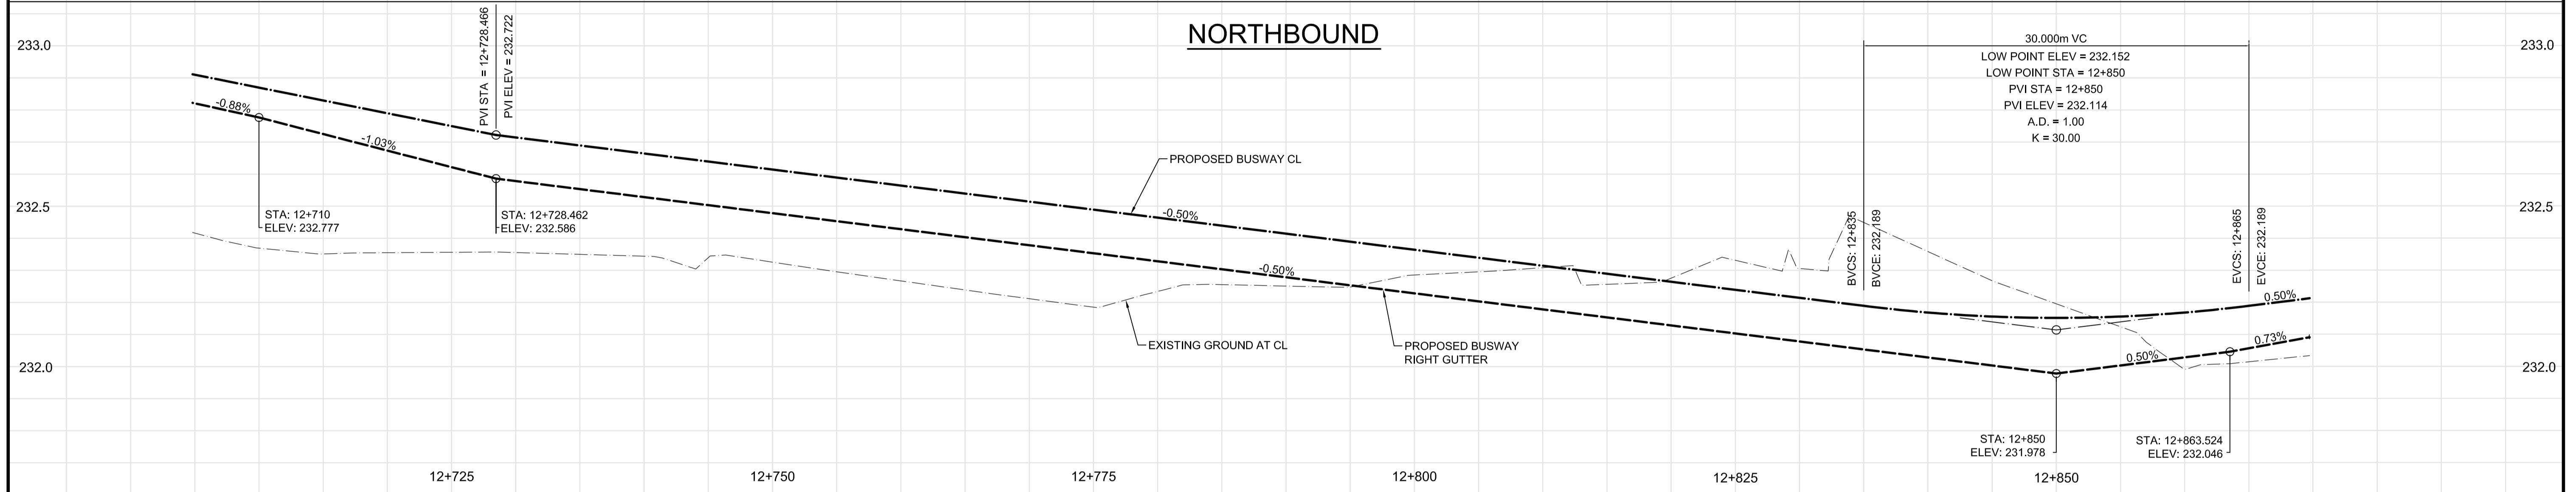 NORTHBOUND
233.0
232.5
232.0
233.0
232.5
232.0
PVI STA = 12+728.466
PVI ELEV = 232.722
-0.88%
-1.03%
STA: 12+710
ELEV: 232.777
STA: 12+728.462
ELEV: 232.586
PROPOSED BUSWAY CL
-0.50%
-0.50%
EXISTING GROUND AT CL
PROPOSED BUSWAY
RIGHT GUTTER
30.000m VC
LOW POINT ELEV = 232.152
LOW POINT STA = 12+850
PVI STA = 12+850
PVI ELEV = 232.114
A.D. = 1.00
K = 30.00
BVCS: 12+835
BVCE: 232.189
EVCS: 12+865
EVCE: 232.189
0.50%
0.73%
0.50%
STA: 12+850
ELEV: 231.978
STA: 12+863.524
ELEV: 232.046
12+725
12+750
12+775
12+800
12+825
12+850